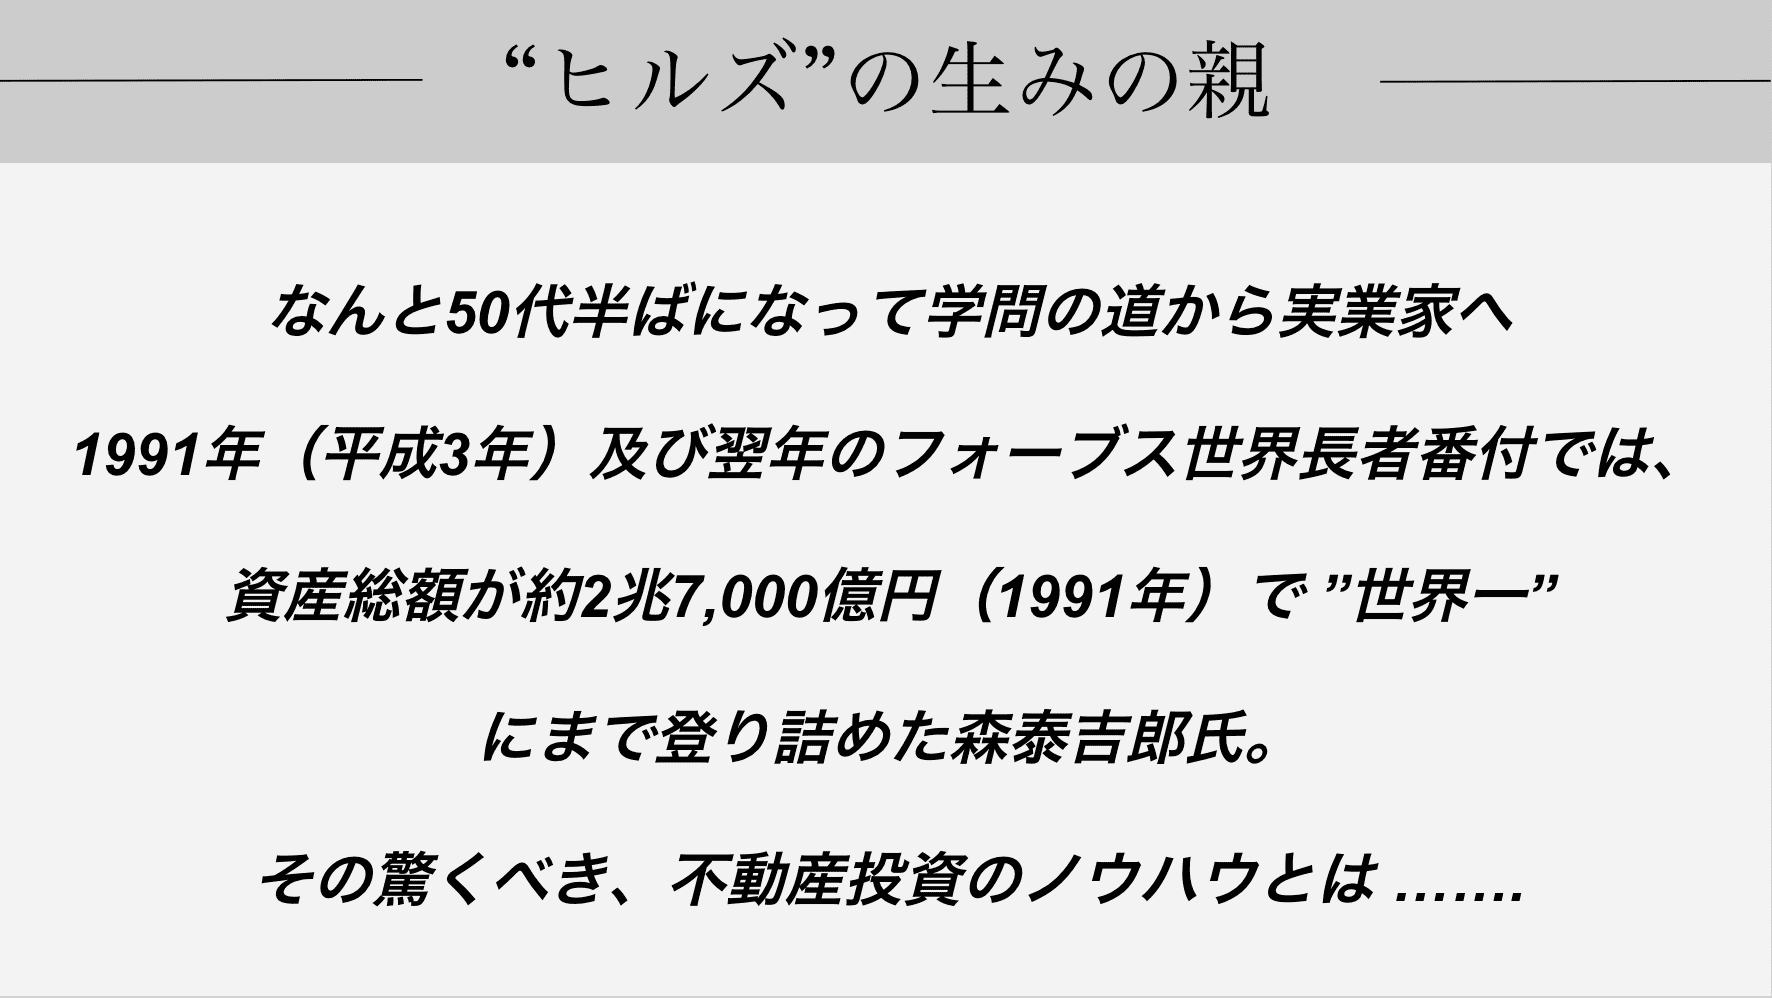 “ヒルズ”の生みの親
なんと50代半ばになって学問の道から実業家へ
1991年（平成3年）及び翌年のフォーブス世界長者番付では、
資産総額が約2兆7,000億円（1991年）で ”世界一”
にまで登り詰めた森泰吉郎氏。
その驚くべき、不動産投資のノウハウとは …….